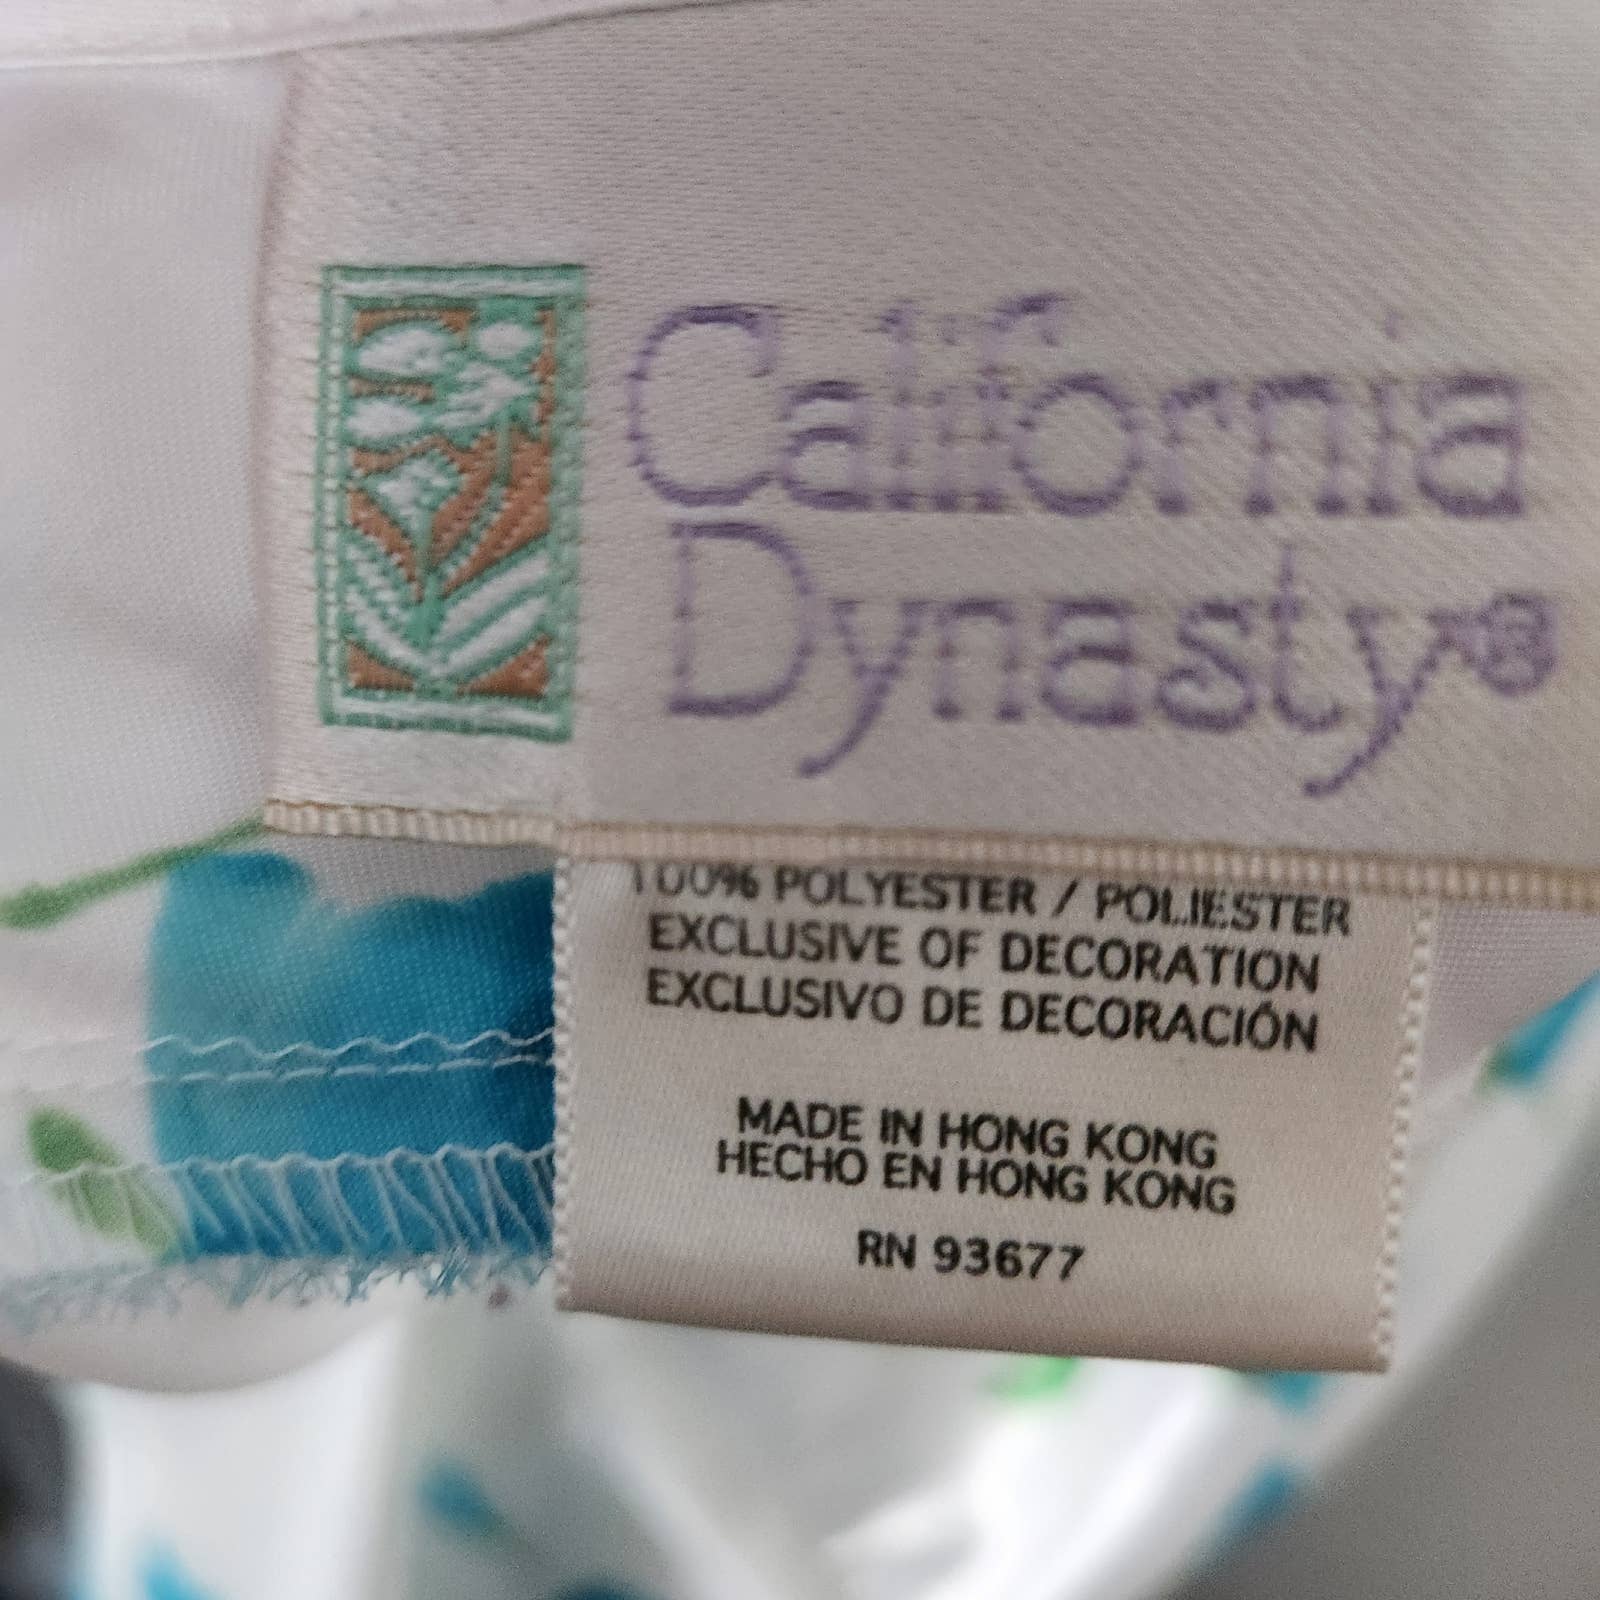 California
Dynasty®
100% POLYESTER / POLIESTER
EXCLUSIVE OF DECORATION
EXCLUSIVO DE DECORACIÓN
MADE IN HONG KONG
HECHO EN HONG KONG
RN 93677